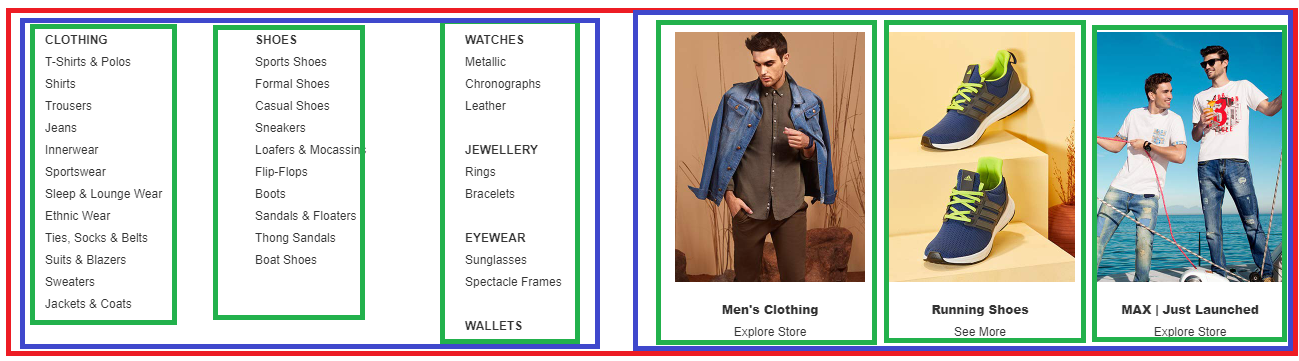 CLOTHING
T-Shirts & Polos
Shirts
Trousers
Jeans
Innerwear
Sportswear
Sleep & Lounge Wear
Ethnic Wear
Ties, Socks & Belts
Suits & Blazers
Sweaters
Jackets & Coats
SHOES
Sports Shoes
Formal Shoes
Casual Shoes
Sneakers
Loafers & Mocassins
Flip-Flops
Boots
Sandals & Floaters
Thong Sandals
Boat Shoes
WATCHES
Metallic
Chronographs
Leather
JEWELLERY
Rings
Bracelets
EYEWEAR
Sunglasses
Spectacle Frames
WALLETS
Men's Clothing
Explore Store
Running Shoes
See More
MAX | Just Launched
Explore Store